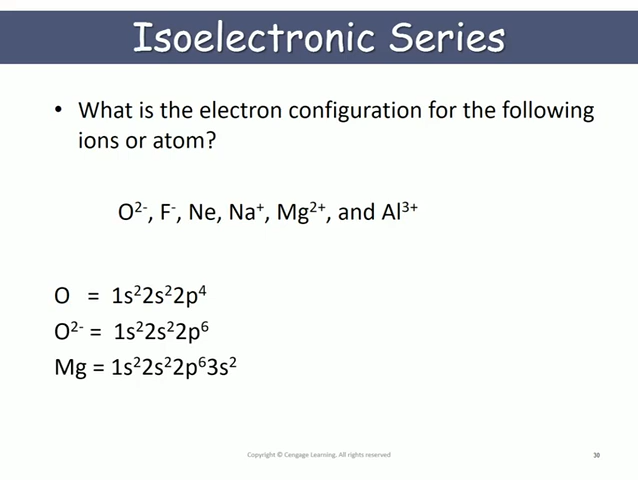 Isoelectronic Series
• What is the electron configuration for the following
ions or atom?
O²⁻, F⁻, Ne, Na⁺, Mg²⁺, and Al³⁺
O = 1s²2s²2p⁴
O²⁻ = 1s²2s²2p⁶
Mg = 1s²2s²2p⁶3s²
Copyright © Cengage Learning. All rights reserved
30